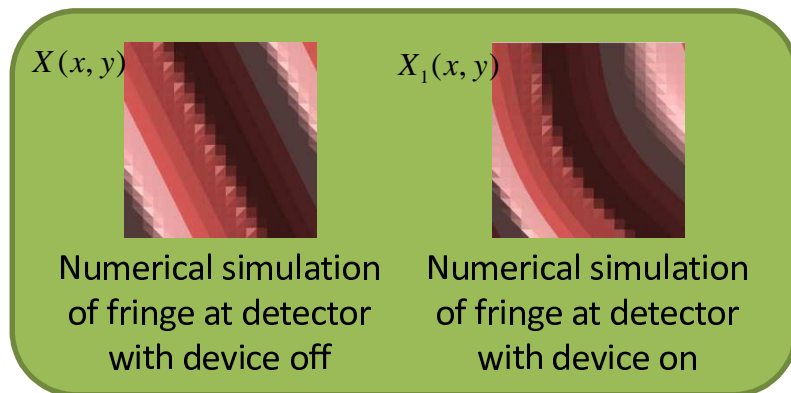 X(x, y)
X₁(x, y)
Numerical simulation
of fringe at detector
with device off
Numerical simulation
of fringe at detector
with device on